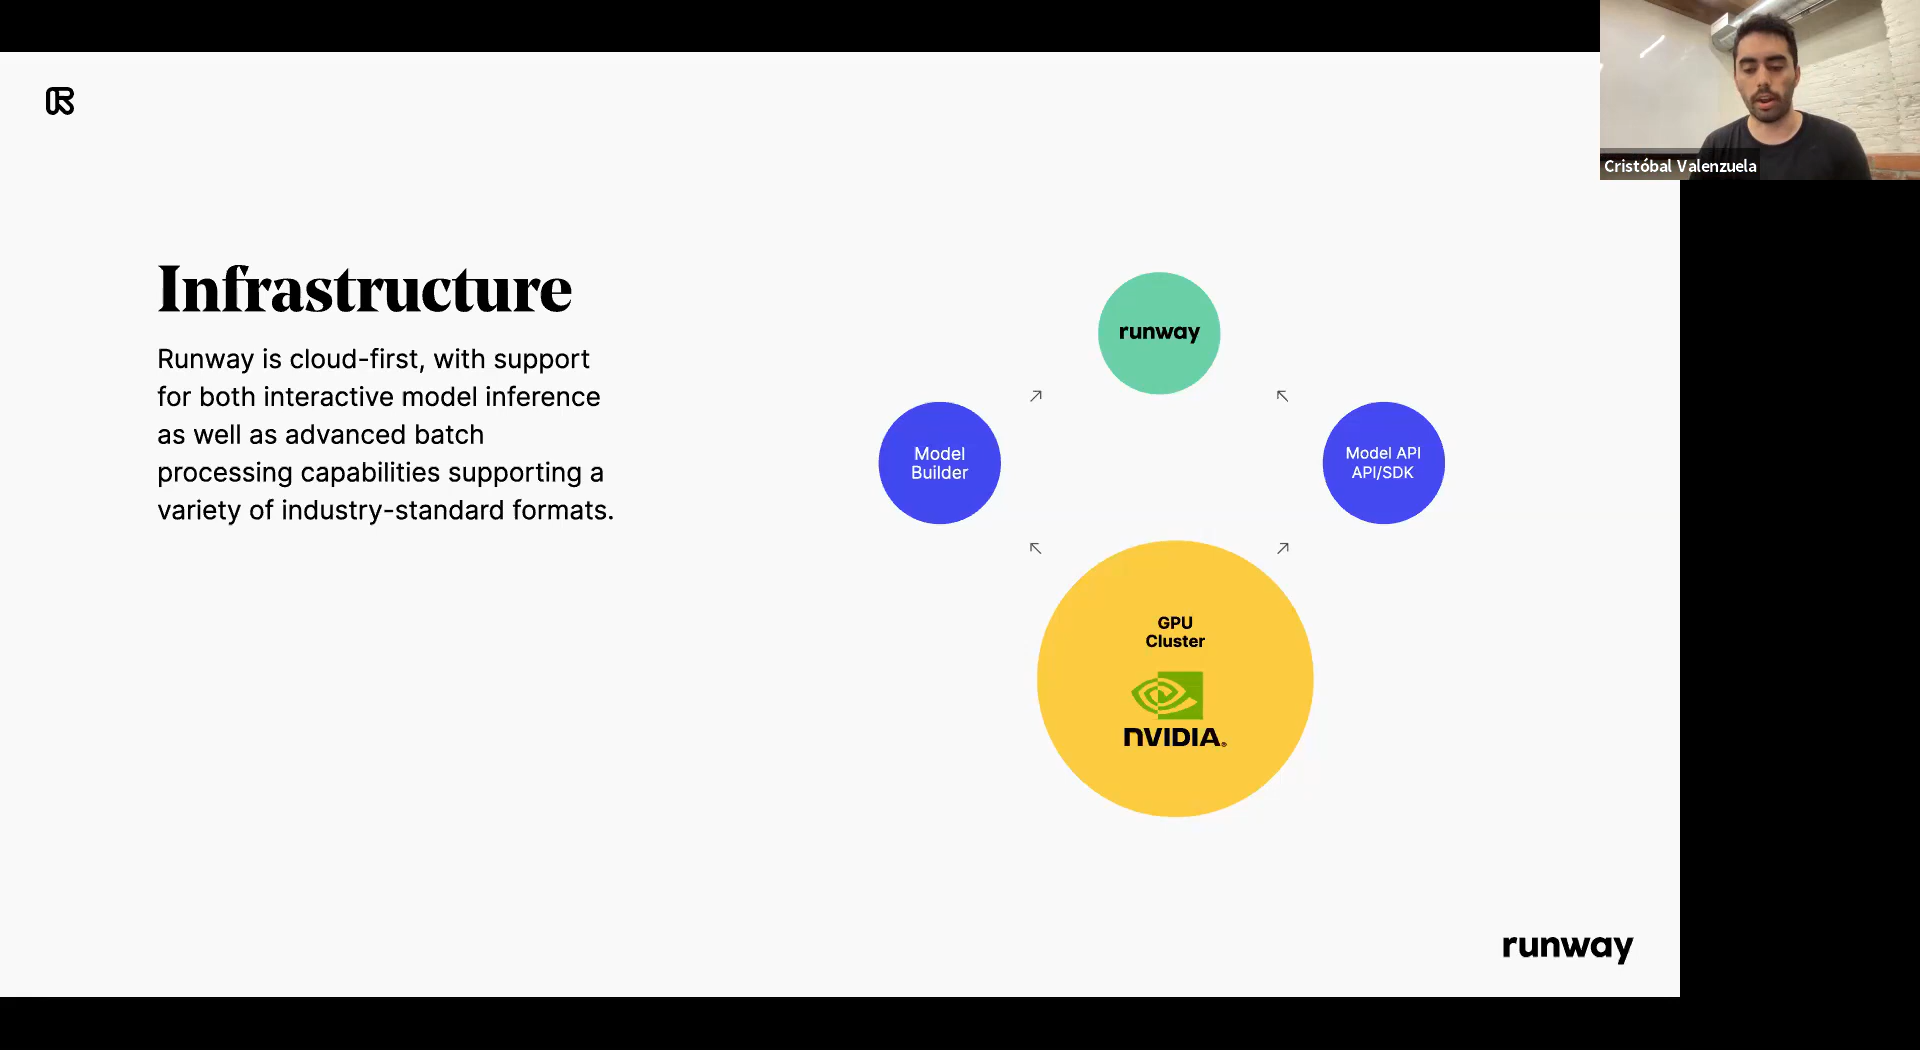 Cristóbal Valenzuela
Infrastructure
Runway is cloud-first, with support
for both interactive model inference
as well as advanced batch
processing capabilities supporting a
variety of industry-standard formats.
runway
Model
Builder
Model API
API/SDK
GPU
Cluster
NVIDIA®
runway